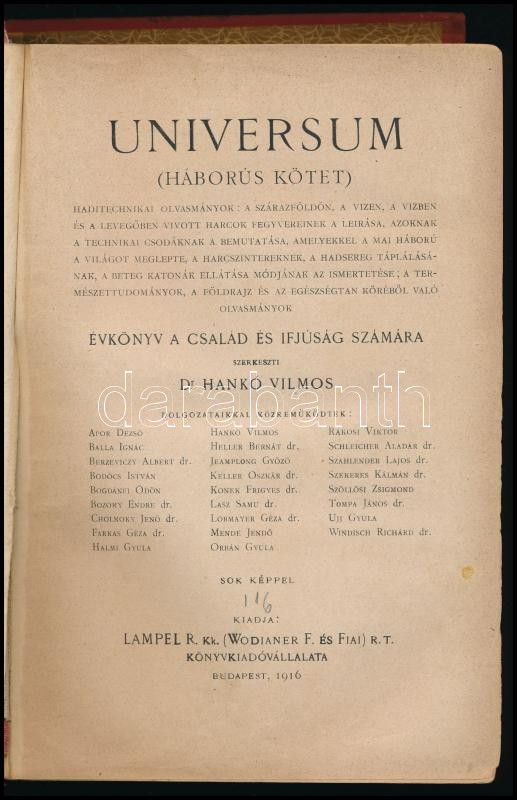 UNIVERSUM
(HÁBORÚS KÖTET)
HADITECHNIKAI OLVASMÁNYOK: A SZÁRAZFÖLDÖN, A VIZEN, A VIZBEN
ÉS A LEVEGŐBEN VIVOTT HARCOK FEGYVEREINEK A LEIRÁSA, AZOKNAK
A TECHNIKAI CSODÁKNAK A BEMUTATÁSA, AMELYEKKEL A MAI HÁBORÚ
A VILÁGOT MEGLEPTE, A HARCSZINTEREKNEK, A HADSEREG TÁPLÁLÁSÁ-
NAK, A BETEG KATONÁK ELLÁTÁSA MÓDJÁNAK AZ ISMERTETÉSE; A TER-
MÉSZETTUDOMÁNYOK, A FÖLDRAJZ ÉS AZ EGÉSZSÉGTAN KÖRÉBŐL VALÓ
OLVASMÁNYOK
ÉVKÖNYV A CSALÁD ÉS IFJÚSÁG SZÁMÁRA
SZERKESZTI
Dr HANKÓ VILMOS
darabanth
DOLGOZATAIKKAL KÖZREMŰKÖDTEK:
APOR DEZSŐ
BALLA IGNÁC
BERZEVICZY ALBERT dr.
BODÓCS ISTVÁN
BOGDÁNFI ÖDÖN
BOZÓKY ENDRE dr.
CHOLNOKY JENŐ dr.
FARKAS GÉZA dr.
HALMI GYULA
HANKÓ VILMOS
HELLER BERNÁT dr.
JEAMPLONG GYŐZŐ
KELLER OSZKÁR dr.
KONEK FRIGYES dr.
LASZ SAMU dr.
LOBMAYER GÉZA dr.
MENDE JENŐ
ORBÁN GYULA
RÁKOSI VIKTOR
SCHLEICHER ALADÁR dr.
SZAHLENDER LAJOS dr.
SZEKERES KÁLMÁN dr.
SZÖLLŐSI ZSIGMOND
TOMPA JÁNOS dr.
UJJ GYULA
WINDISCH RICHÁRD dr.
SOK KÉPPEL
116
KIADJA:
LAMPEL R. Kk. (WODIANER F. ÉS FIAI) R. T.
KÖNYVKIADÓVÁLLALATA
BUDAPEST, 1916